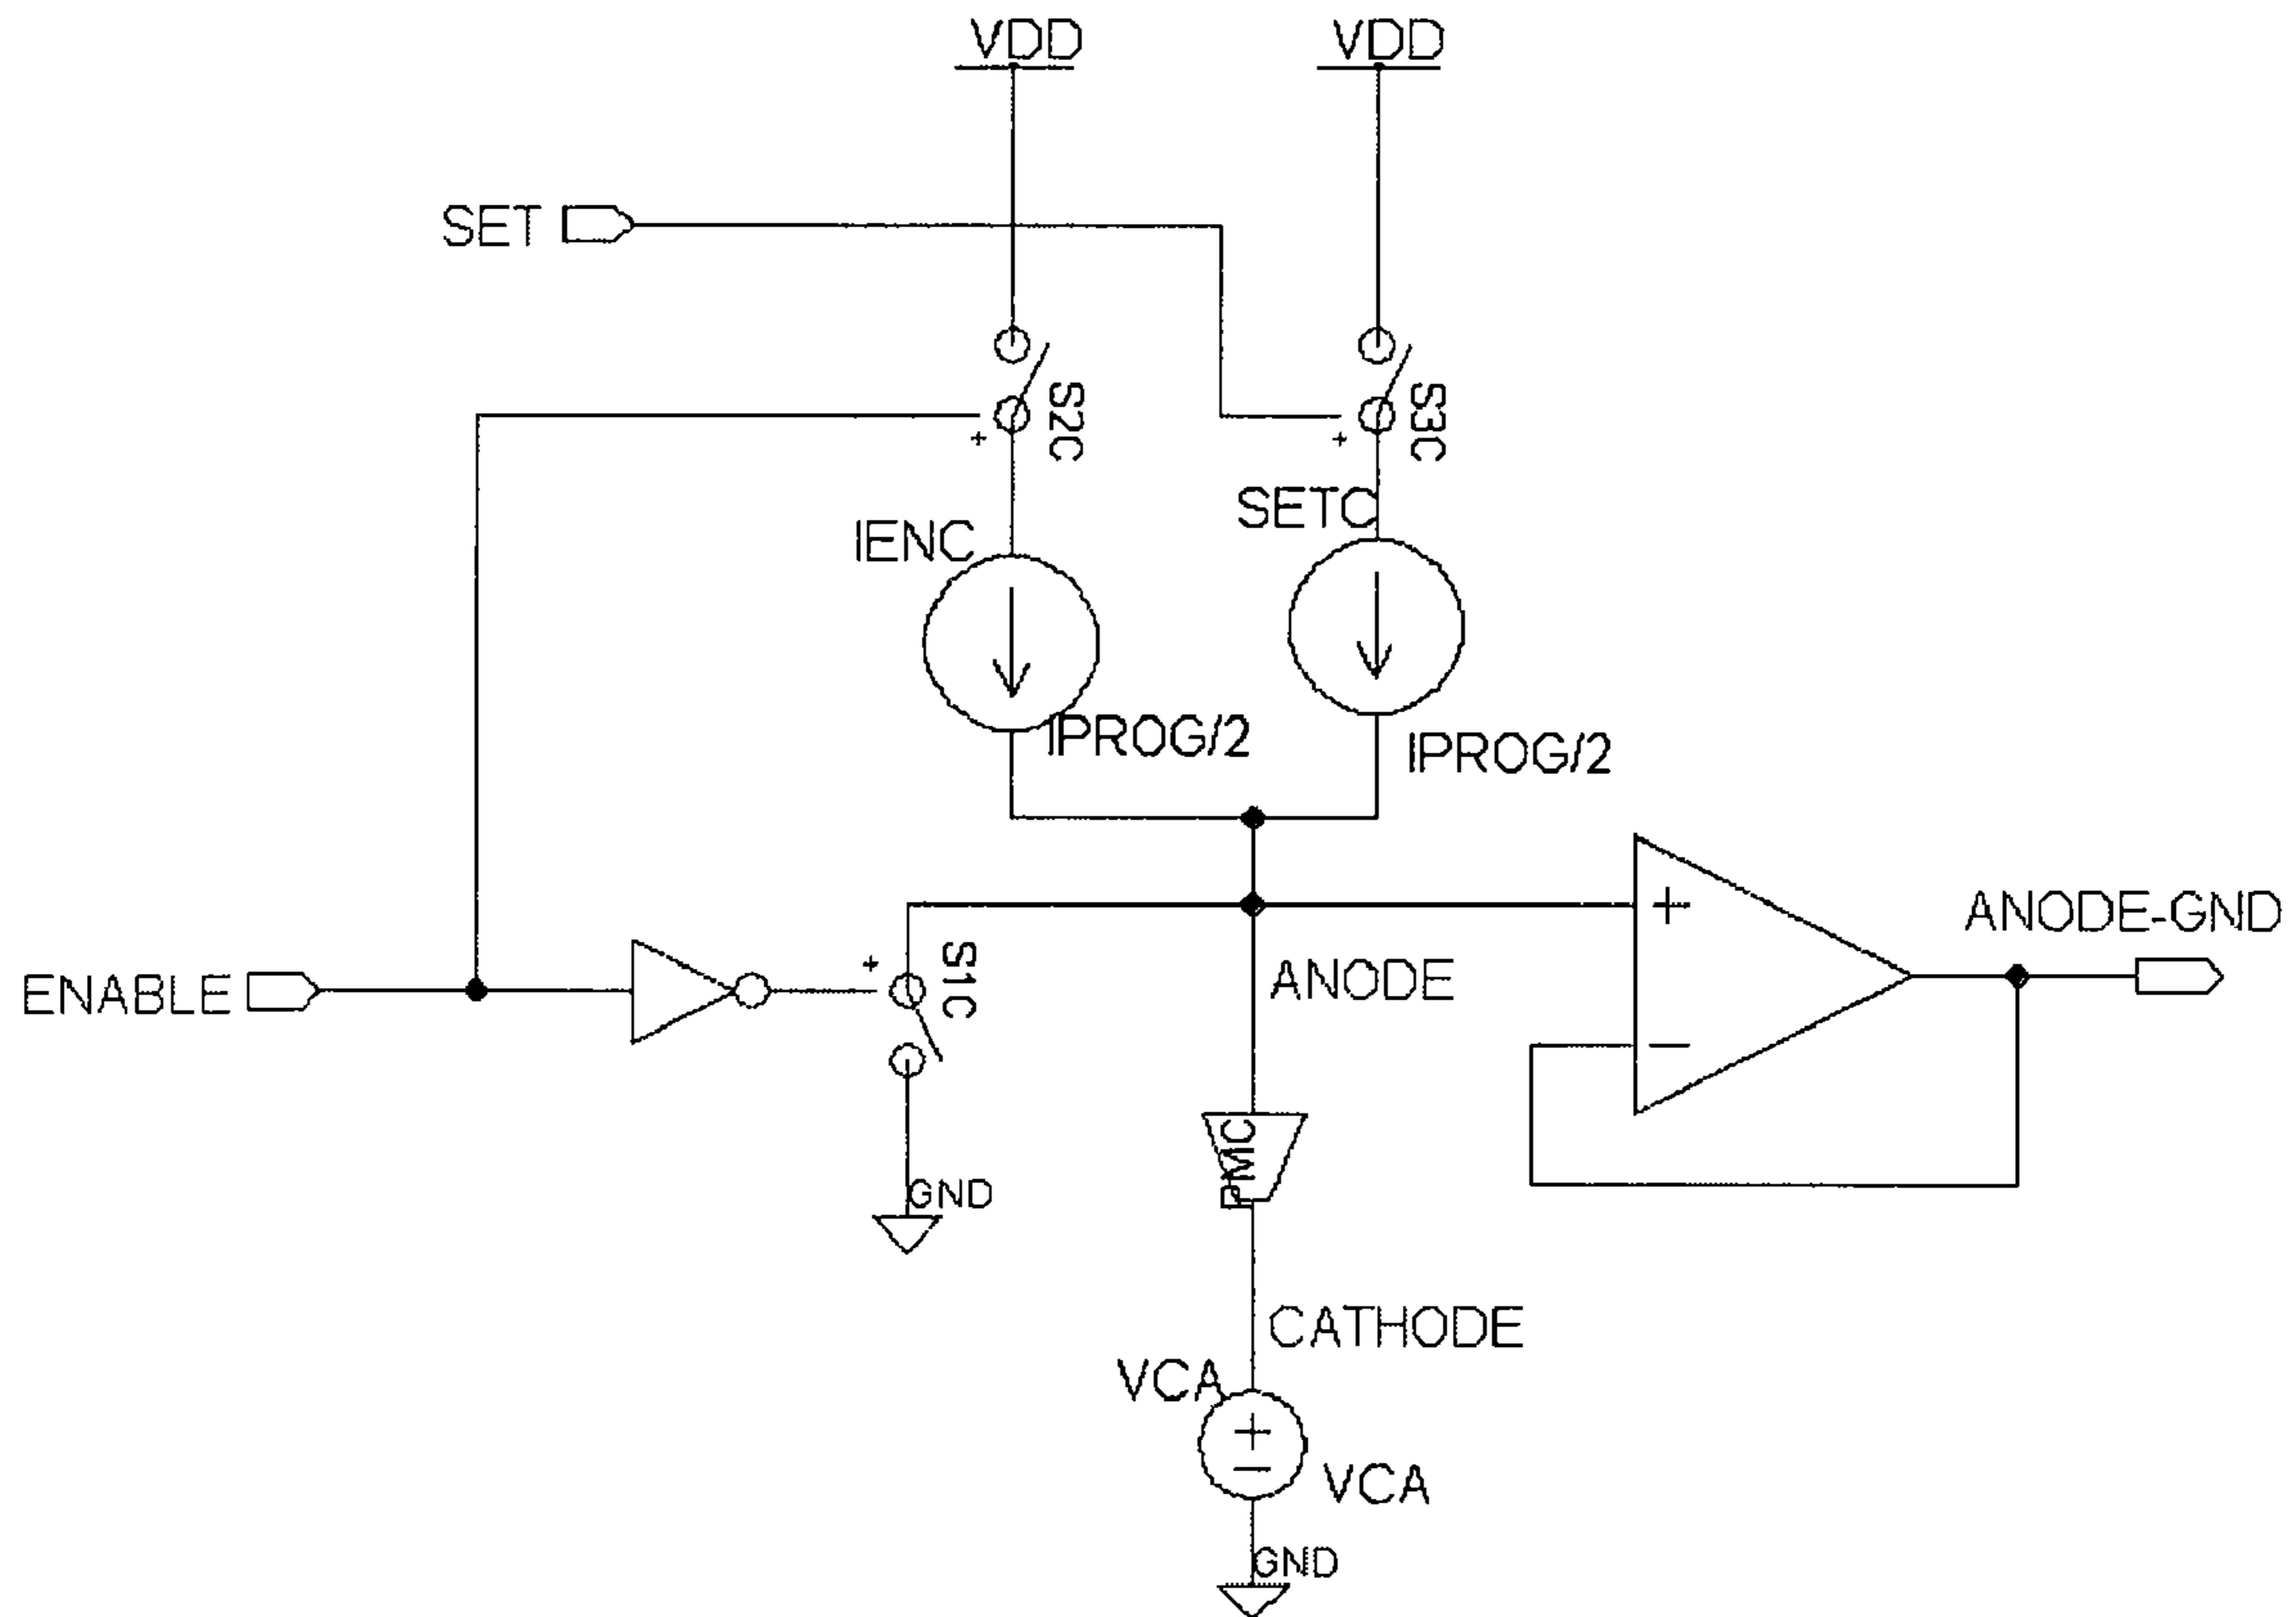 VDD
VDD
SET
S2C
S3C
SETC
IENC
IPROG/2
IPROG/2
+
-
ANODE-GND
ENABLE
S1C
ANODE
PMC
GND
CATHODE
VCA
VCA
GND